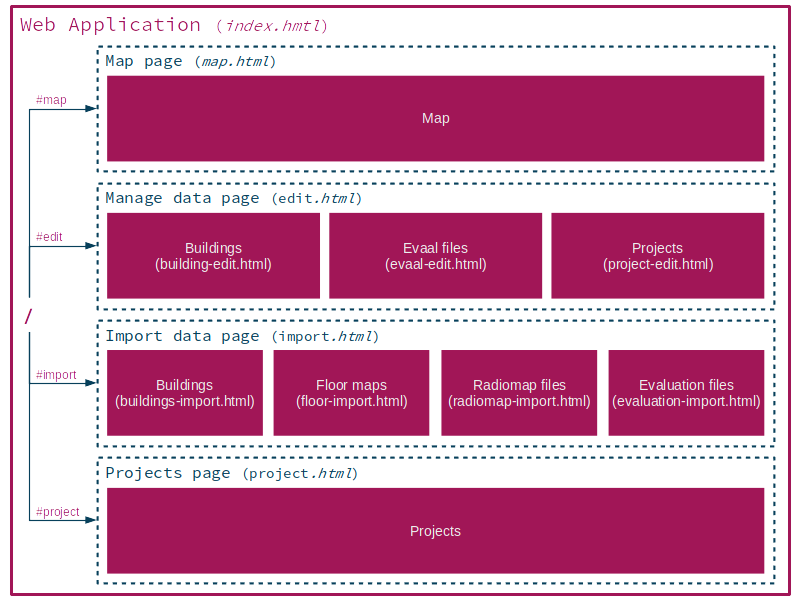 Web Application (index.hmtl)
Map page (map.html)
#map
Map
Manage data page (edit.html)
#edit
Buildings
(building-edit.html)
Evaal files
(evaal-edit.html)
Projects
(project-edit.html)
/
Import data page (import.html)
#import
Buildings
(buildings-import.html)
Floor maps
(floor-import.html)
Radiomap files
(radiomap-import.html)
Evaluation files
(evaluation-import.html)
Projects page (project.html)
#project
Projects